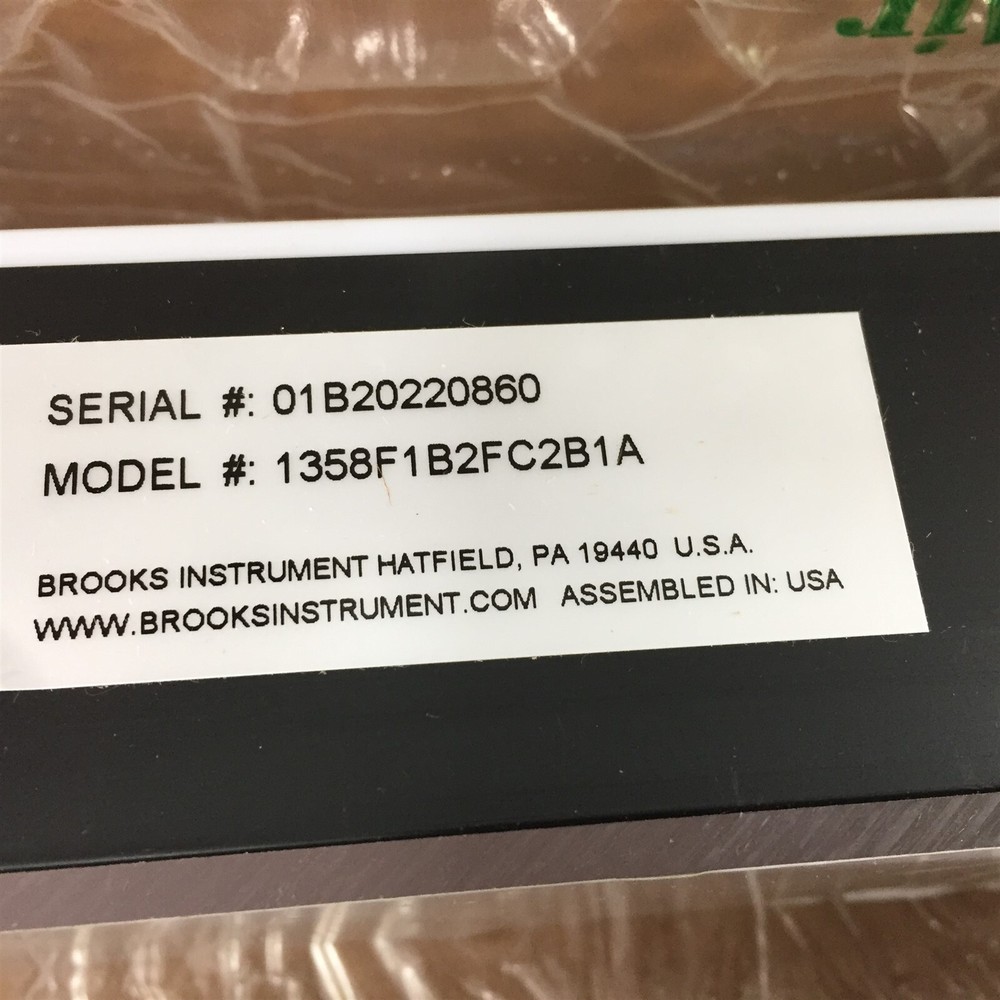 SERIAL #: 01B20220860
MODEL #: 1358F1B2FC2B1A
BROOKS INSTRUMENT HATFIELD, PA 19440 U.S.A.
WWW.BROOKSINSTRUMENT.COM ASSEMBLED IN: USA